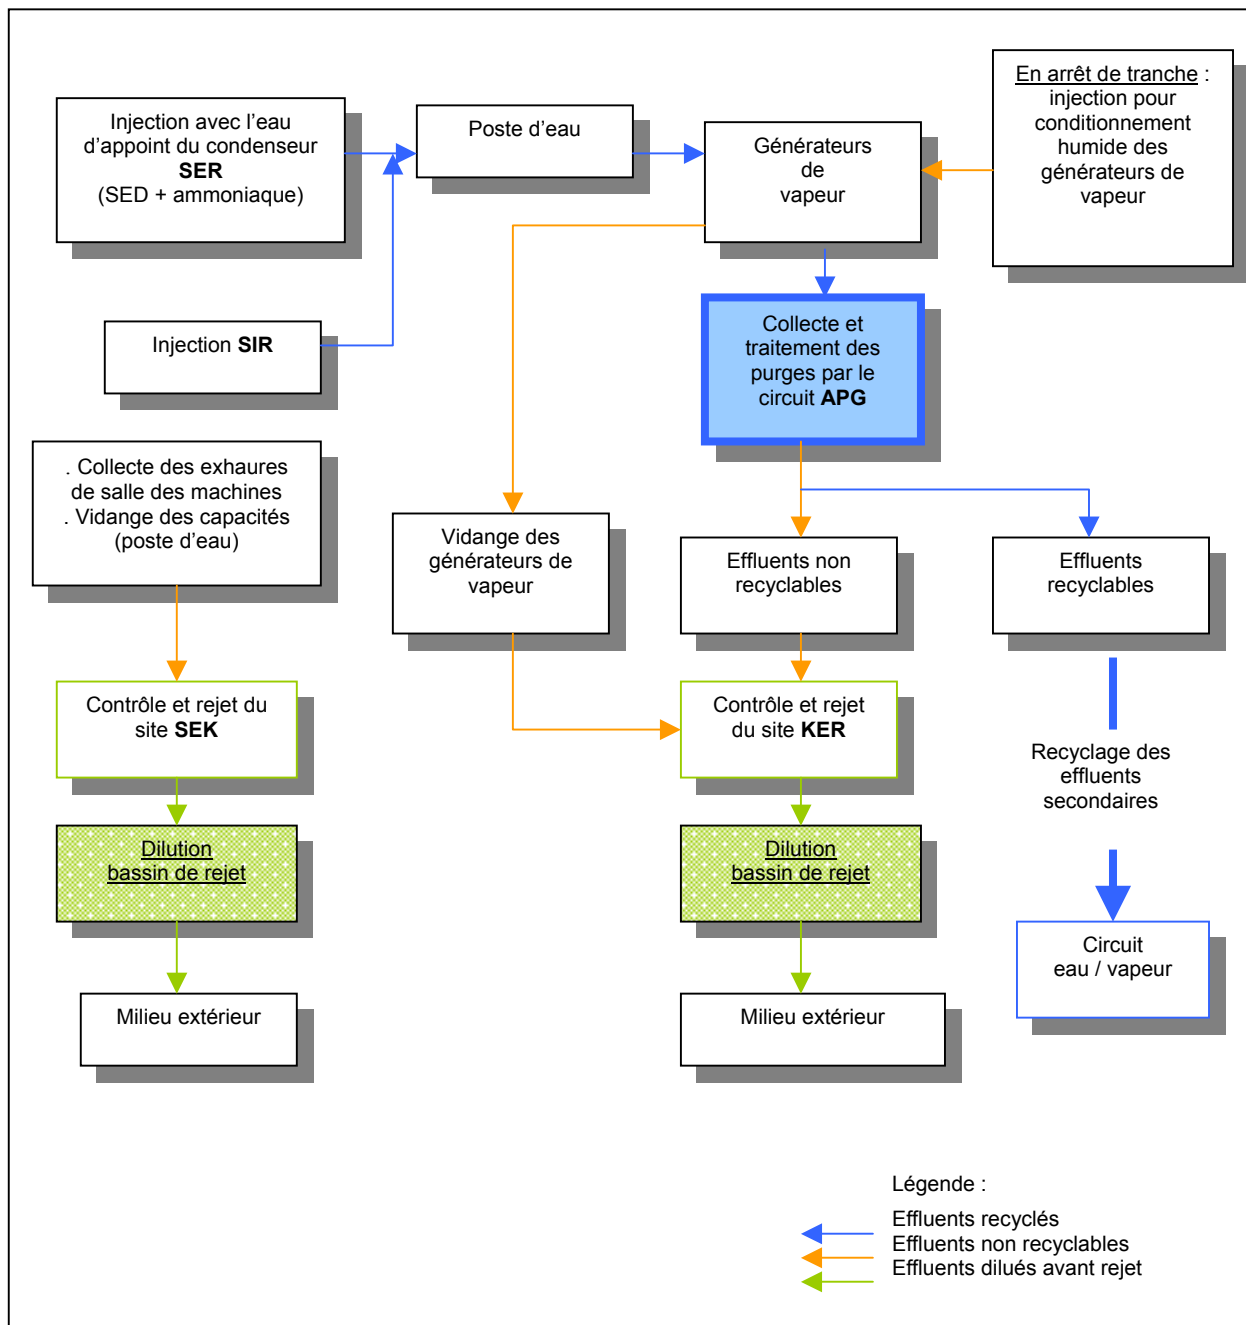 Injection avec l'eau
d'appoint du condenseur
SER
(SED + ammoniaque)
Poste d'eau
Générateurs
de
vapeur
En arrêt de tranche :
injection pour
conditionnement
humide des
générateurs de
vapeur
Injection SIR
Collecte et
traitement des
purges par le
circuit APG
. Collecte des exhaures
de salle des machines
. Vidange des capacités
(poste d'eau)
Vidange des
générateurs de
vapeur
Effluents non
recyclables
Effluents
recyclables
Contrôle et rejet du
site SEK
Contrôle et rejet
du site KER
Recyclage des
effluents
secondaires
Dilution
bassin de rejet
Dilution
bassin de rejet
Circuit
eau / vapeur
Milieu extérieur
Milieu extérieur
Légende :
Effluents recyclés
Effluents non recyclables
Effluents dilués avant rejet